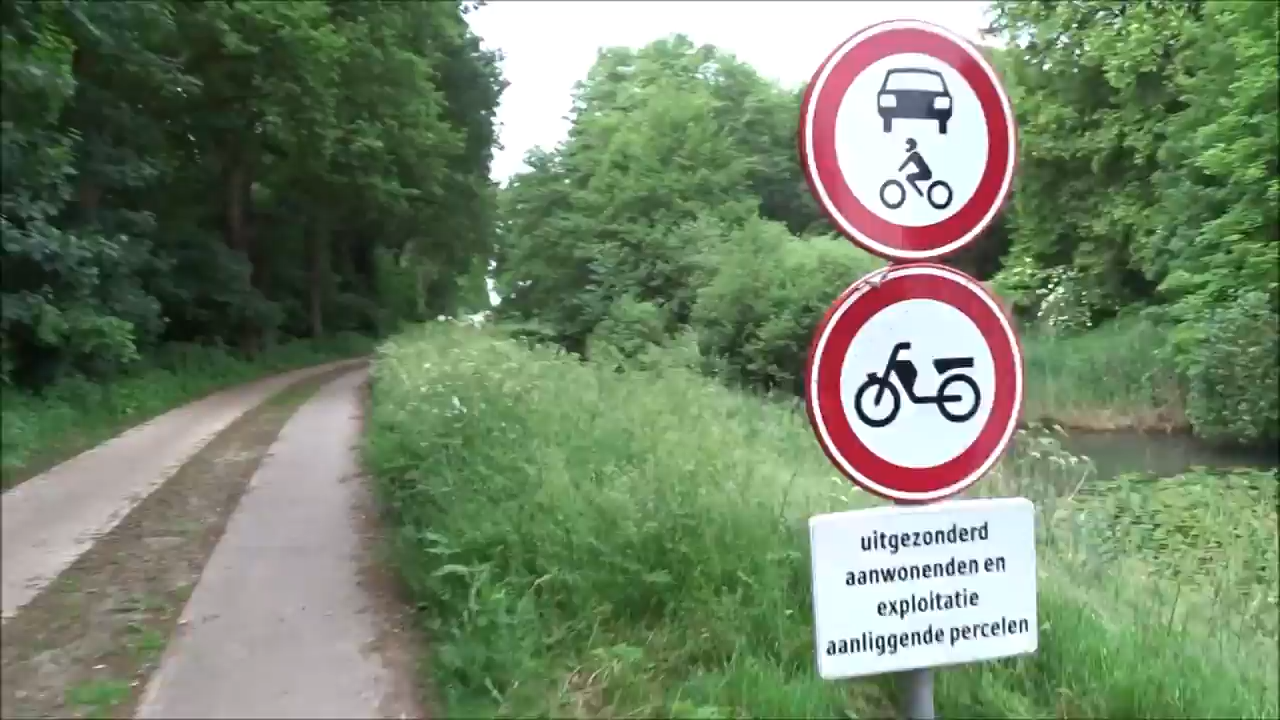 uitgezonderd
aanwonenden en
exploitatie
aanliggende percelen